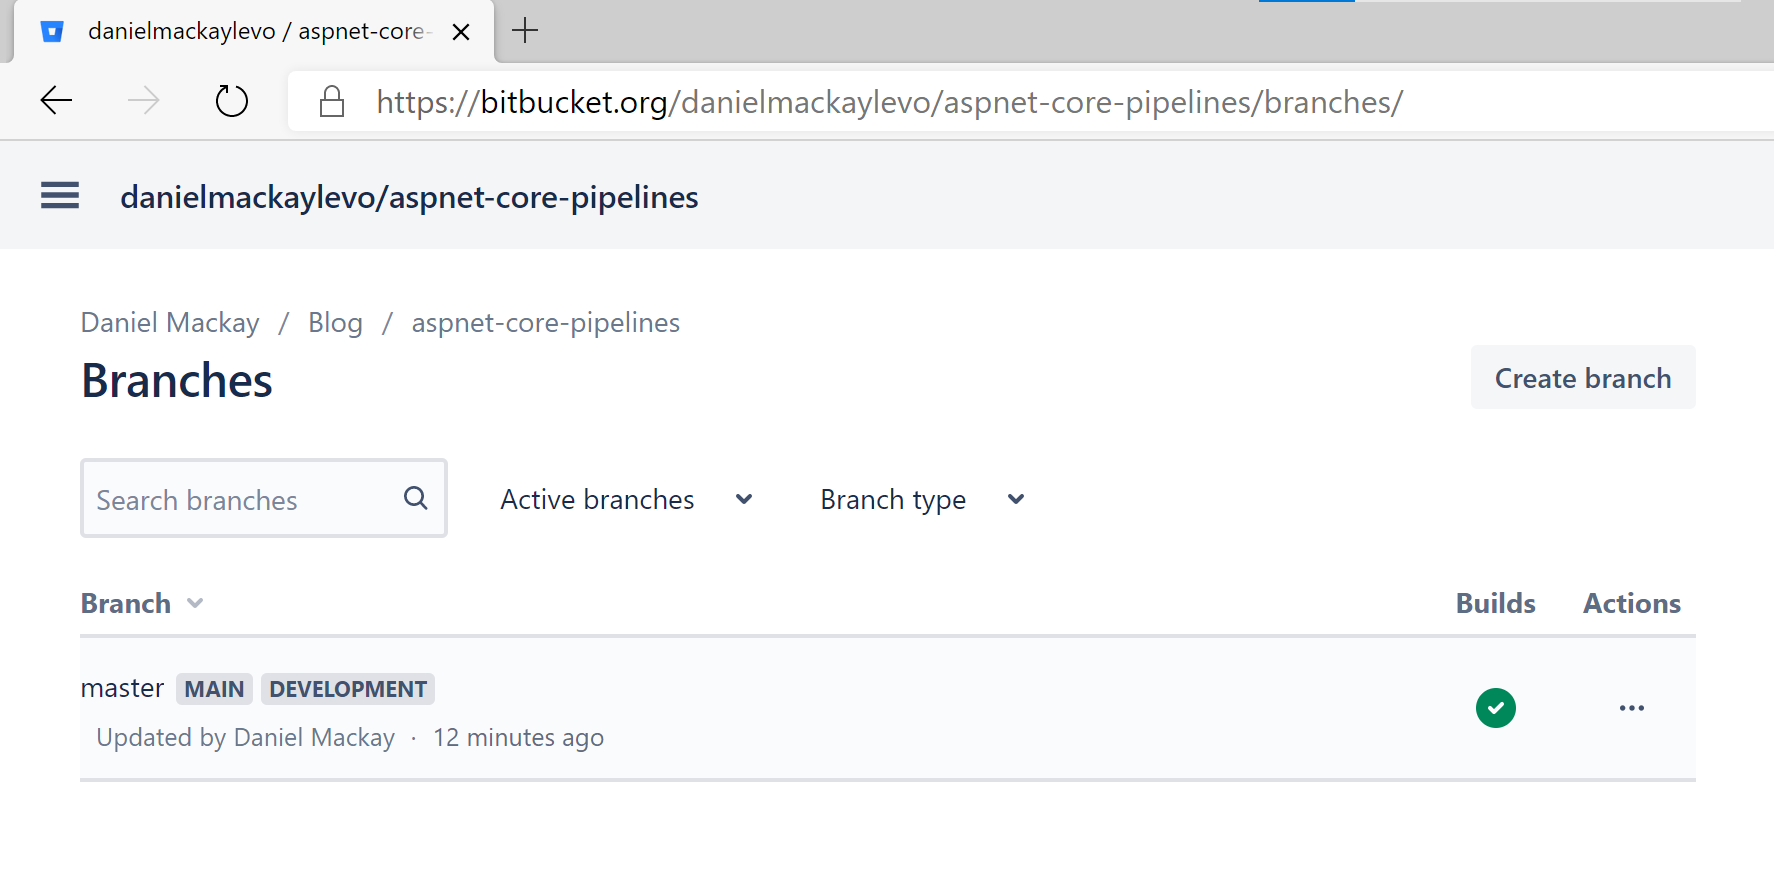 danielmackaylevo / aspnet-core-
https://bitbucket.org/danielmackaylevo/aspnet-core-pipelines/branches/
danielmackaylevo/aspnet-core-pipelines
Daniel Mackay / Blog / aspnet-core-pipelines
Branches
Create branch
Search branches Active branches Branch type
Branch Builds Actions
master MAIN DEVELOPMENT
Updated by Daniel Mackay · 12 minutes ago